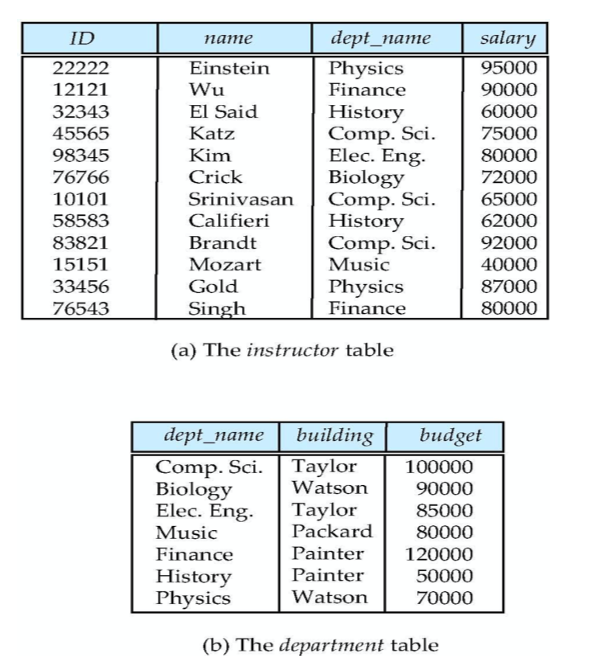 ID name dept_name salary
22222 Einstein Physics 95000
12121 Wu Finance 90000
32343 El Said History 60000
45565 Katz Comp. Sci. 75000
98345 Kim Elec. Eng. 80000
76766 Crick Biology 72000
10101 Srinivasan Comp. Sci. 65000
58583 Califieri History 62000
83821 Brandt Comp. Sci. 92000
15151 Mozart Music 40000
33456 Gold Physics 87000
76543 Singh Finance 80000
(a) The instructor table
dept_name building budget
Comp. Sci. Taylor 100000
Biology Watson 90000
Elec. Eng. Taylor 85000
Music Packard 80000
Finance Painter 120000
History Painter 50000
Physics Watson 70000
(b) The department table